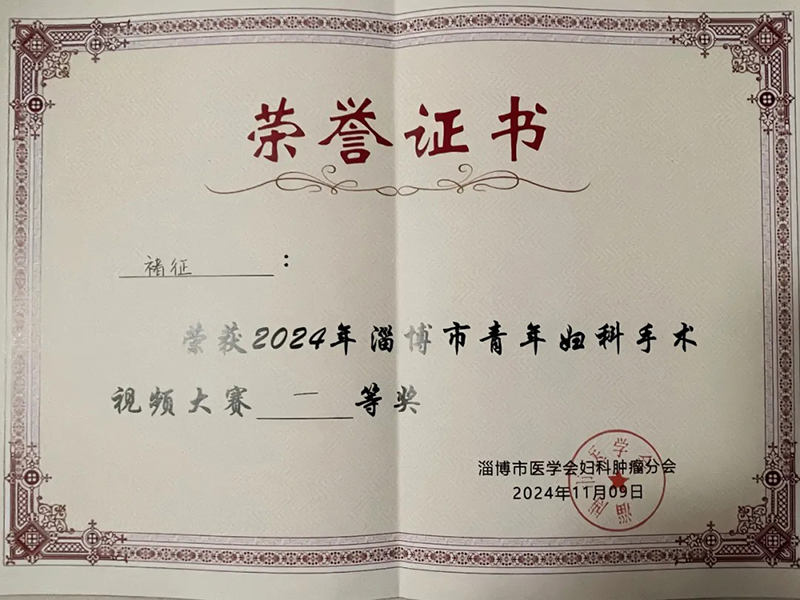 荣誉证书
褚征：
荣获2024年淄博市青年妇科手术
视频大赛一等奖
淄博市医学会妇科肿瘤分会
2024年11月09日